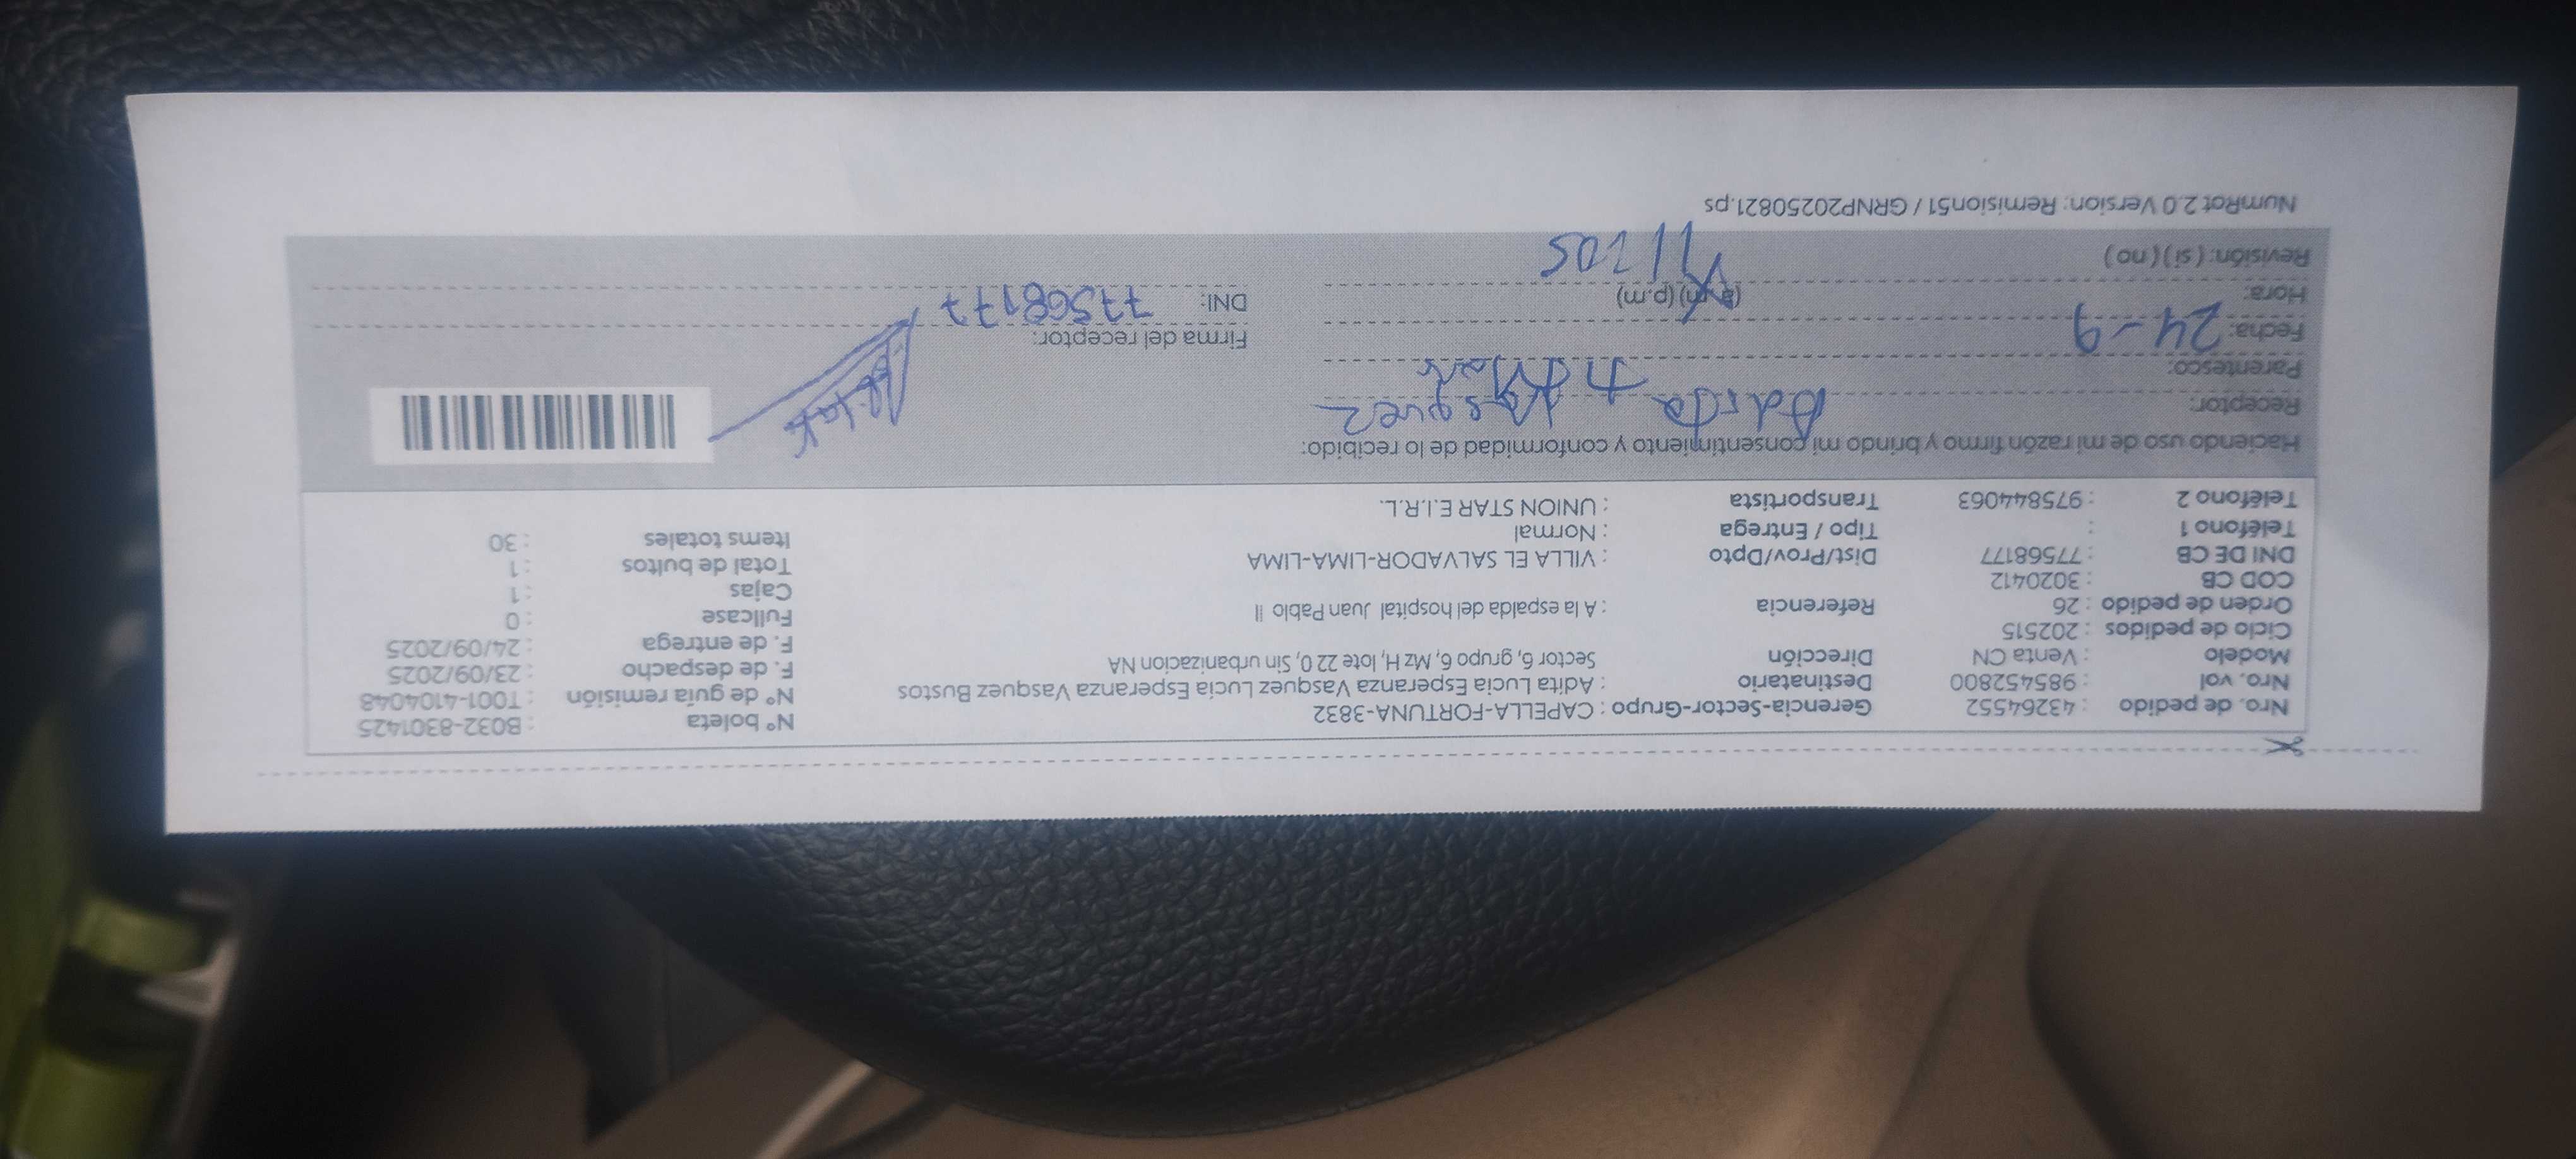 Nro. de pedido : 43264552 Gerencia-Sector-Grupo : CAPELLA-FORTUNA-3832 N° boleta : B032-8301425
Nro. vol : 985452800 Destinatario : Adita Lucia Esperanza Vasquez Lucía Esperanza Vasquez Bustos N° de guía remisión : T001-4104048
Modelo : Venta CN Dirección Sector 6, grupo 6, Mz H, lote 22 0, Sin urbanizacion NA F. de despacho : 23/09/2025
Ciclo de pedidos : 202515 F. de entrega : 24/09/2025
Orden de pedido : 26 Referencia : A la espalda del hospital Juan Pablo II Fullcase : 0
COD CB : 3020412 Cajas : 1
DNI DE CB : 77568177 Dist/Prov/Dpto : VILLA EL SALVADOR-LIMA-LIMA Total de bultos : 1
Teléfono 1 : Tipo / Entrega : Normal Items totales : 30
Teléfono 2 : 975844063 Transportista : UNION STAR E.I.R.L.
Haciendo uso de mi razón firmo y brindo mi consentimiento y conformidad de lo recibido:
Receptor: Adita Vasquez
Parentesco:
Fecha: 24-9 Firma del receptor:
Hora: (a.m) (p.m) DNI: 77568177
Revisión: ( si ) ( no )
NumRot 2.0 Version: Remision51 / GRNP20250821.ps